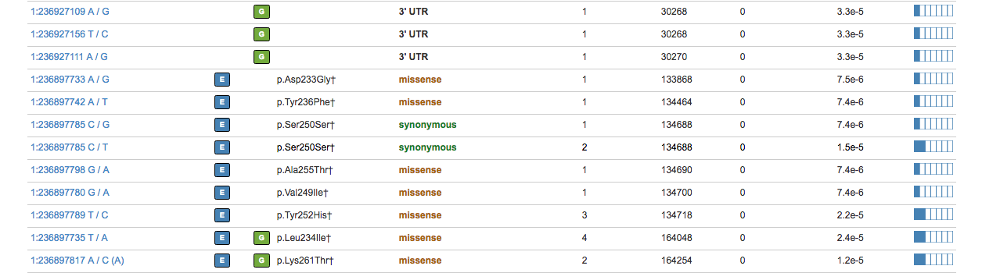 1:236927109 A / G G 3' UTR 1 30268 0 3.3e-5
1:236927156 T / C G 3' UTR 1 30268 0 3.3e-5
1:236927111 A / G G 3' UTR 1 30270 0 3.3e-5
1:236897733 A / G E p.Asp233Gly† missense 1 133868 0 7.5e-6
1:236897742 A / T E p.Tyr236Phe† missense 1 134464 0 7.4e-6
1:236897785 C / G E p.Ser250Ser† synonymous 1 134688 0 7.4e-6
1:236897785 C / T E p.Ser250Ser† synonymous 2 134688 0 1.5e-5
1:236897798 G / A E p.Ala255Thr† missense 1 134690 0 7.4e-6
1:236897780 G / A E p.Val249Ile† missense 1 134700 0 7.4e-6
1:236897789 T / C E p.Tyr252His† missense 3 134718 0 2.2e-5
1:236897735 T / A E G p.Leu234Ile† missense 4 164048 0 2.4e-5
1:236897817 A / C (A) E G p.Lys261Thr† missense 2 164254 0 1.2e-5